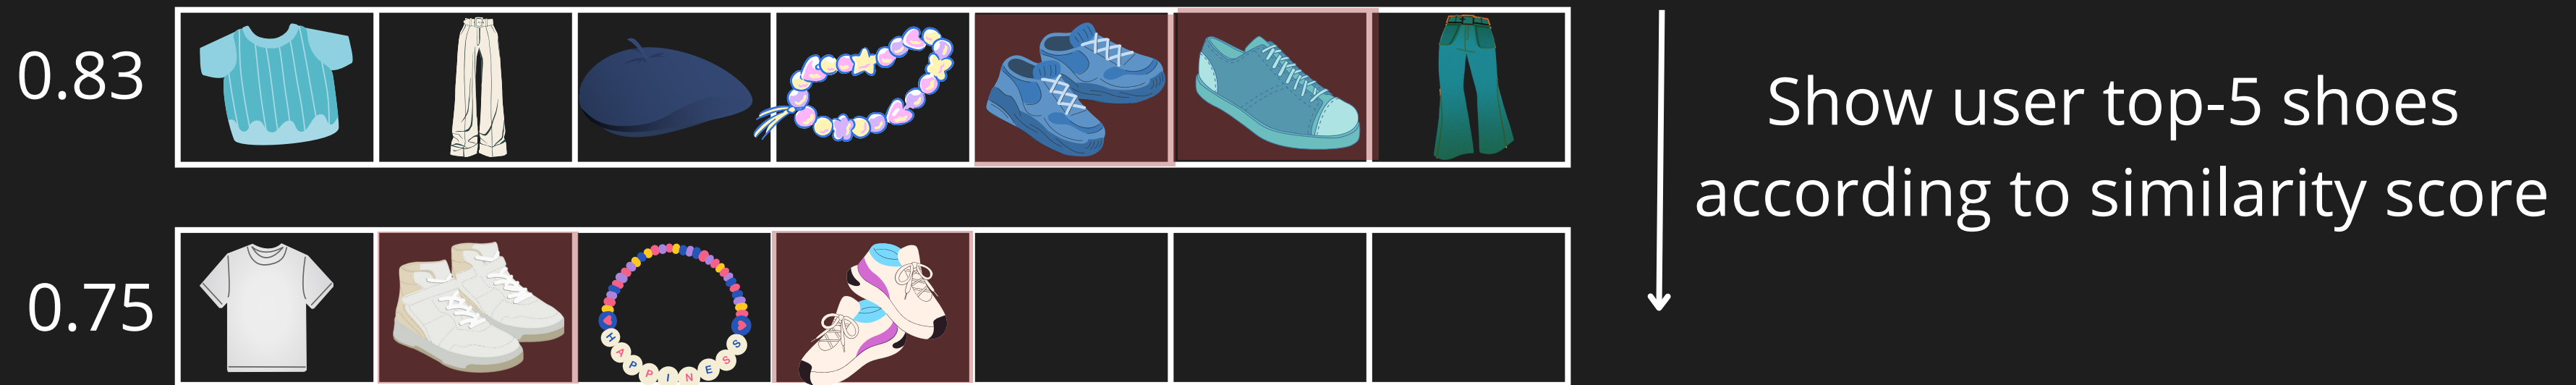 0.83
Show user top-5 shoes
according to similarity score
0.75
HAPPINESS